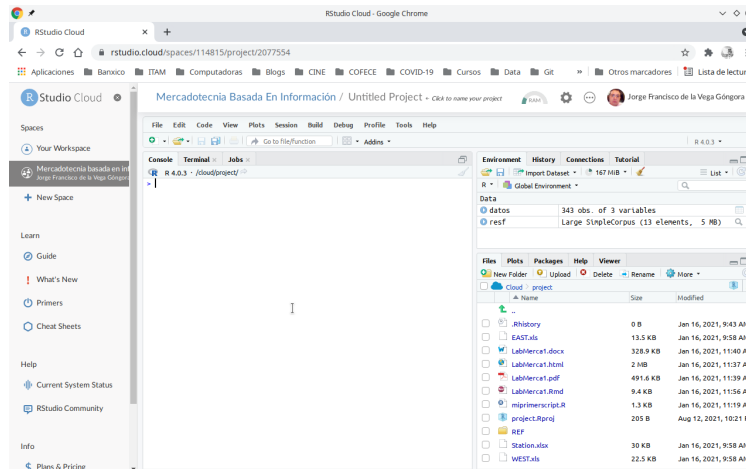 RStudio Cloud - Google Chrome
RStudio Cloud
rstudio.cloud/spaces/114815/project/2077554
Aplicaciones Banxico ITAM Computadoras Blogs CINE COFECE COVID-19 Cursos Data Git » Otros marcadores Lista de lectur
R Studio Cloud
Mercadotecnia Basada En Información / Untitled Project - Click to name your project
RAM
Jorge Francisco de la Vega Góngora
Spaces
Your Workspace
Mercadotecnia basada en inf
Jorge Francisco de la Vega Góngora
New Space
Learn
Guide
What's New
Primers
Cheat Sheets
Help
Current System Status
RStudio Community
Info
Plans & Pricing
File Edit Code View Plots Session Build Debug Profile Tools Help
Go to file/function Addins
R 4.0.3
Console Terminal Jobs
R 4.0.3 · /cloud/project/
>
Environment History Connections Tutorial
Import Dataset 167 MiB List
R Global Environment
Data
datos 343 obs. of 3 variables
resf Large SimpleCorpus (13 elements, 5 MB)
Files Plots Packages Help Viewer
New Folder Upload Delete Rename More
Cloud project
Name Size Modified
..
.Rhistory 0 B Jan 16, 2021, 9:43 AM
EAST.xls 13.5 KB Jan 16, 2021, 9:58 AM
LabMerca1.docx 328.9 KB Jan 16, 2021, 11:40 A
LabMerca1.html 2 MB Jan 16, 2021, 11:37 A
LabMerca1.pdf 491.6 KB Jan 16, 2021, 11:39 A
LabMerca1.Rmd 9.4 KB Jan 16, 2021, 11:56 A
miprimerscript.R 1.3 KB Jan 16, 2021, 11:19 A
project.Rproj 205 B Aug 12, 2021, 10:21 P
REF
Station.xlsx 30 KB Jan 16, 2021, 9:58 AM
WEST.xls 22.5 KB Jan 16, 2021, 9:58 AM